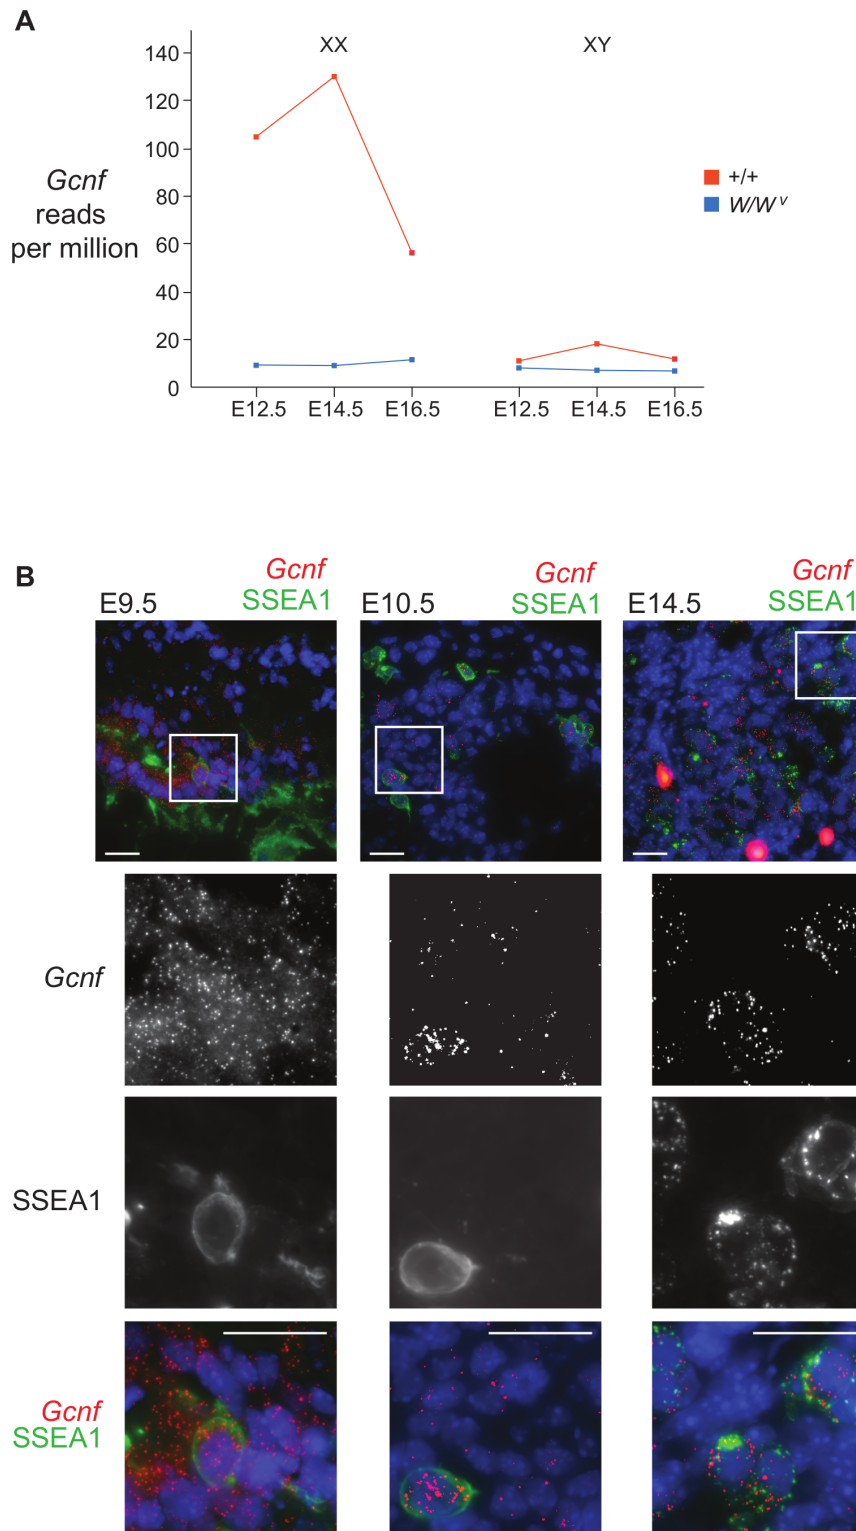 A
XX XY
140
120
100
80
60
40
20
0
Gcnf
reads
per million
+/+
W/W v
E12.5 E14.5 E16.5 E12.5 E14.5 E16.5
B
Gcnf Gcnf Gcnf
E9.5 SSEA1 E10.5 SSEA1 E14.5 SSEA1
Gcnf
SSEA1
Gcnf
SSEA1